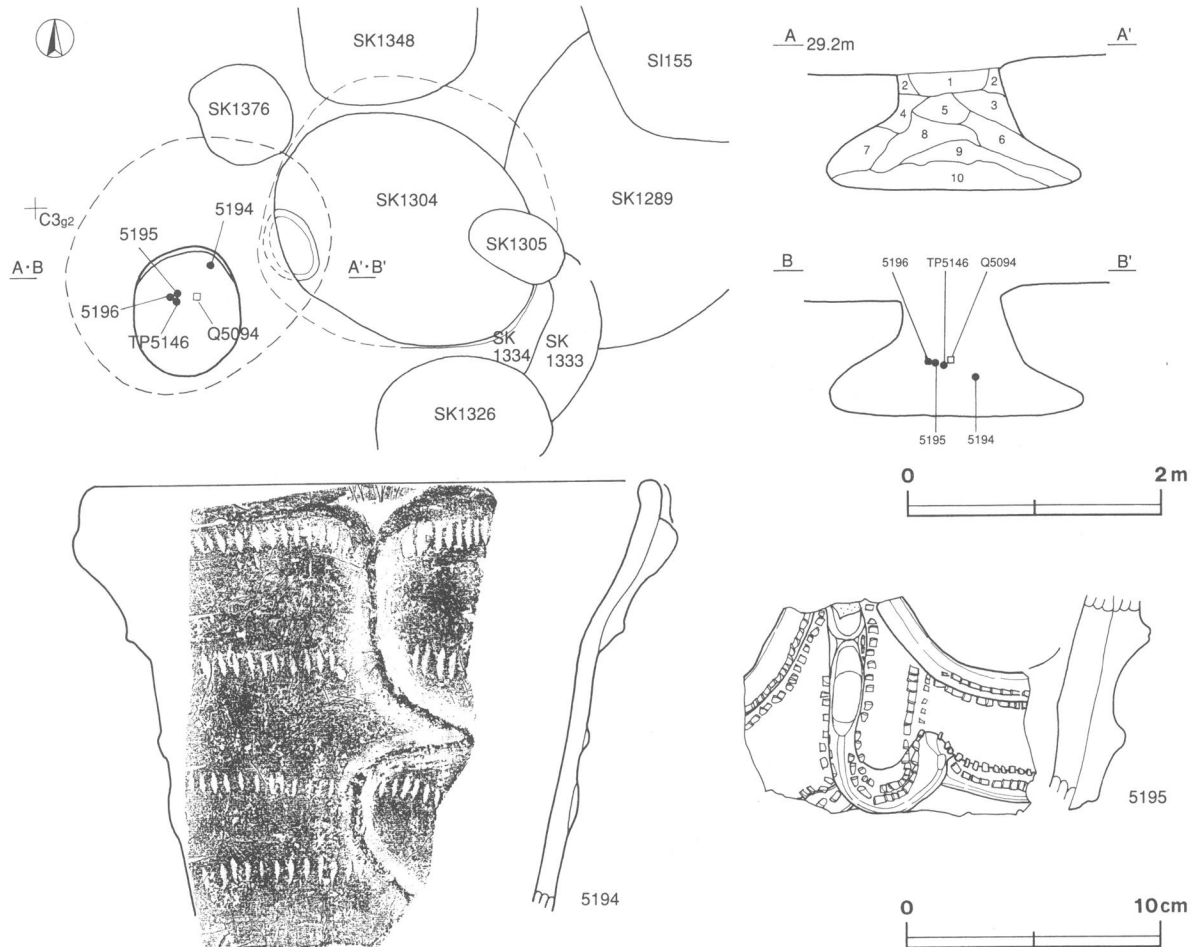 SK1348
SI155
SK1376
SK1304
SK1289
C3g2
5194
5195
SK1305
A・B
A'・B'
5196
TP5146
Q5094
SK
1334
SK
1333
SK1326
A
29.2m
A'
1
2
2
3
4
5
6
7
8
9
10
B
5196
TP5146
Q5094
B'
5195
5194
0
2m
5194
5195
0
10cm